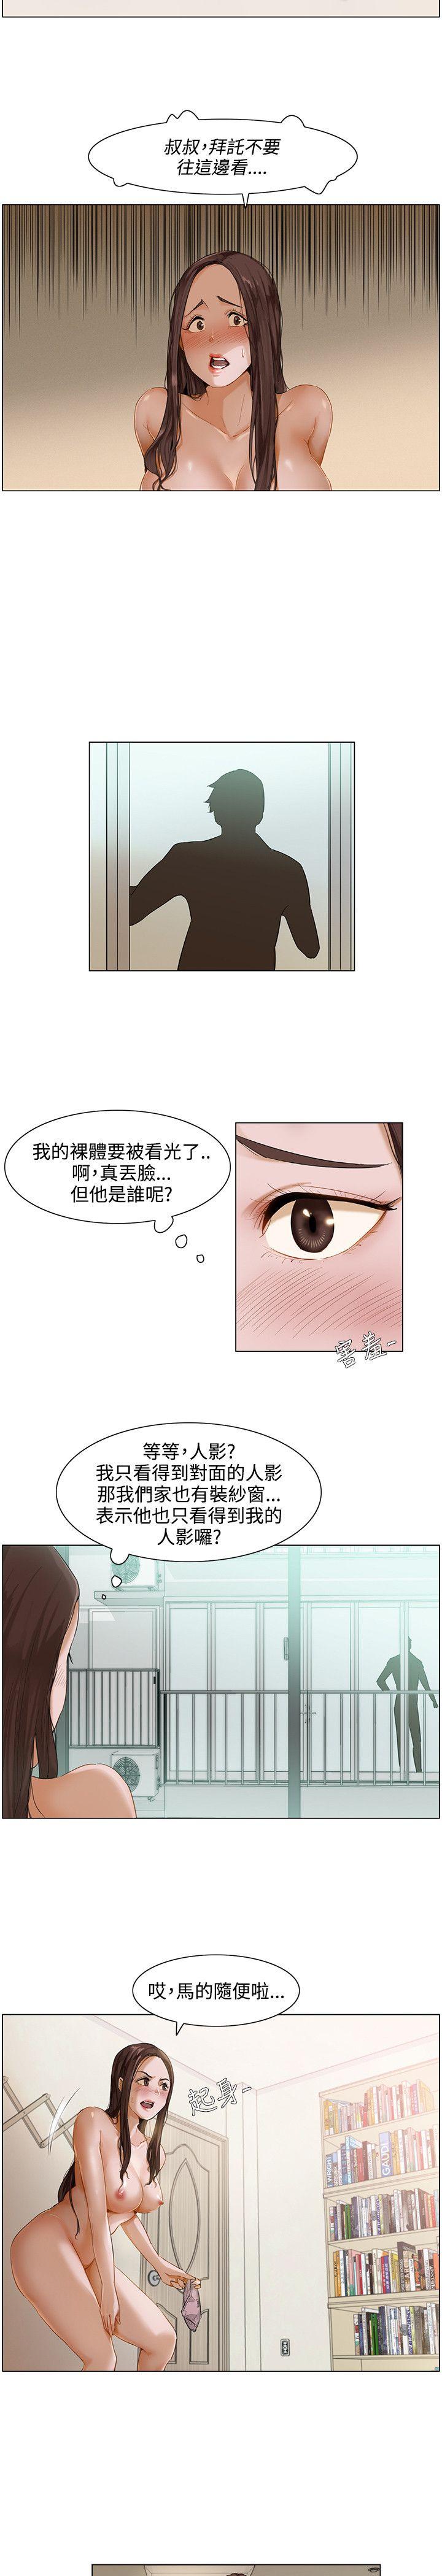 叔叔，拜託不要
往這邊看....
我的裸體要被看光了..
啊，真丟臉...
但他是誰呢?
害羞~
等等，人影?
我只看得到對面的人影
那我們家也有裝紗窗...
表示他也只看得到我的
人影囉?
哎，馬的隨便啦...
起身~